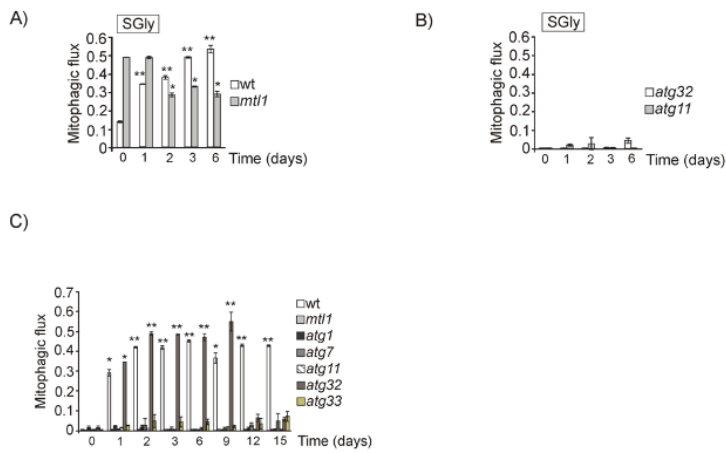 A)
SGly
Mitophagic flux
0.6
0.5
0.4
0.3
0.2
0.1
0
** ** ** **
* * *
wt
mtl1
0 1 2 3 6 Time (days)
B)
SGly
Mitophagic flux
0.6
0.5
0.4
0.3
0.2
0.1
0
atg32
atg11
0 1 2 3 6 Time (days)
C)
Mitophagic flux
0.7
0.6
0.5
0.4
0.3
0.2
0.1
0
* * ** ** ** ** ** ** * ** ** **
wt
mtl1
atg1
atg7
atg11
atg32
atg33
0 1 2 3 6 9 12 15 Time (days)